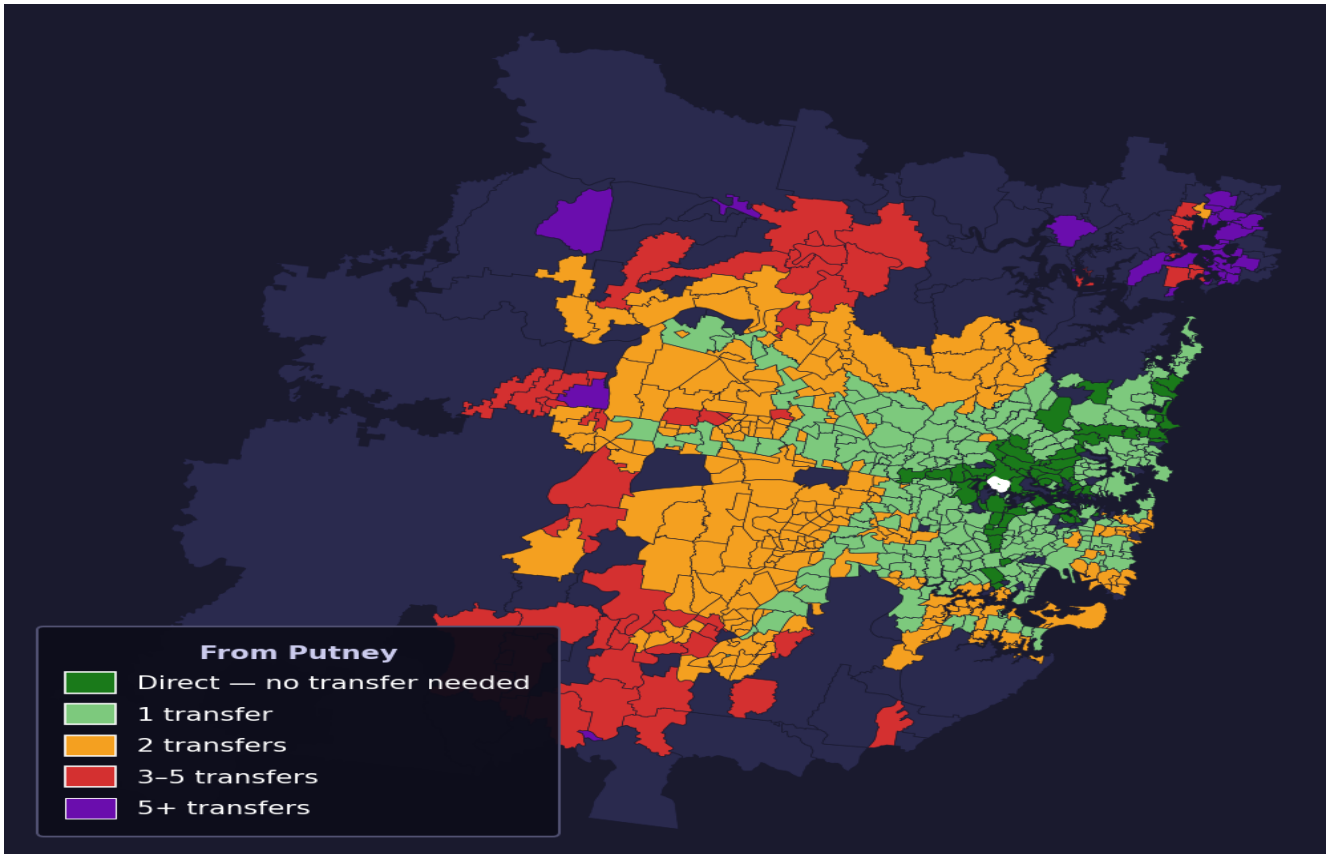 From Putney
Direct — no transfer needed
1 transfer
2 transfers
3–5 transfers
5+ transfers